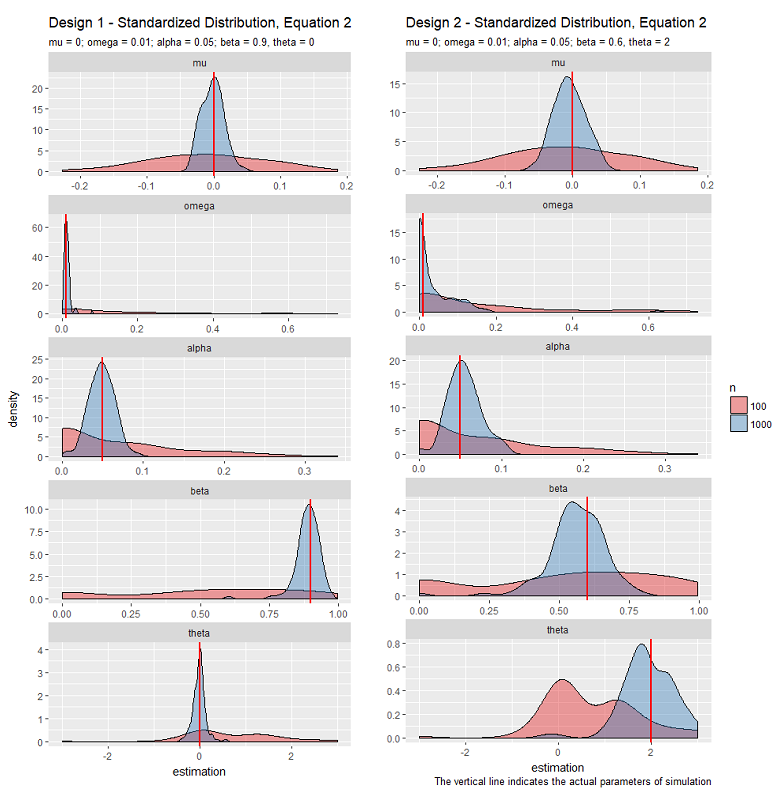 Design 1 - Standardized Distribution, Equation 2
mu = 0; omega = 0.01; alpha = 0.05; beta = 0.9, theta = 0
mu
20
15
10
5
0
-0.2 -0.1 0.0 0.1 0.2
omega
60
40
20
0
0.0 0.2 0.4 0.6
alpha
25
20
15
10
5
0
0.0 0.1 0.2 0.3
beta
10.0
7.5
5.0
2.5
0.0
0.00 0.25 0.50 0.75 1.00
theta
4
3
2
1
0
-2 0 2
estimation
density
Design 2 - Standardized Distribution, Equation 2
mu = 0; omega = 0.01; alpha = 0.05; beta = 0.6, theta = 2
mu
15
10
5
0
-0.2 -0.1 0.0 0.1 0.2
omega
15
10
5
0
0.0 0.2 0.4 0.6
alpha
20
15
10
5
0
0.0 0.1 0.2 0.3
beta
4
3
2
1
0
0.00 0.25 0.50 0.75 1.00
theta
0.8
0.6
0.4
0.2
0.0
-2 0 2
estimation
The vertical line indicates the actual parameters of simulation
n
100
1000